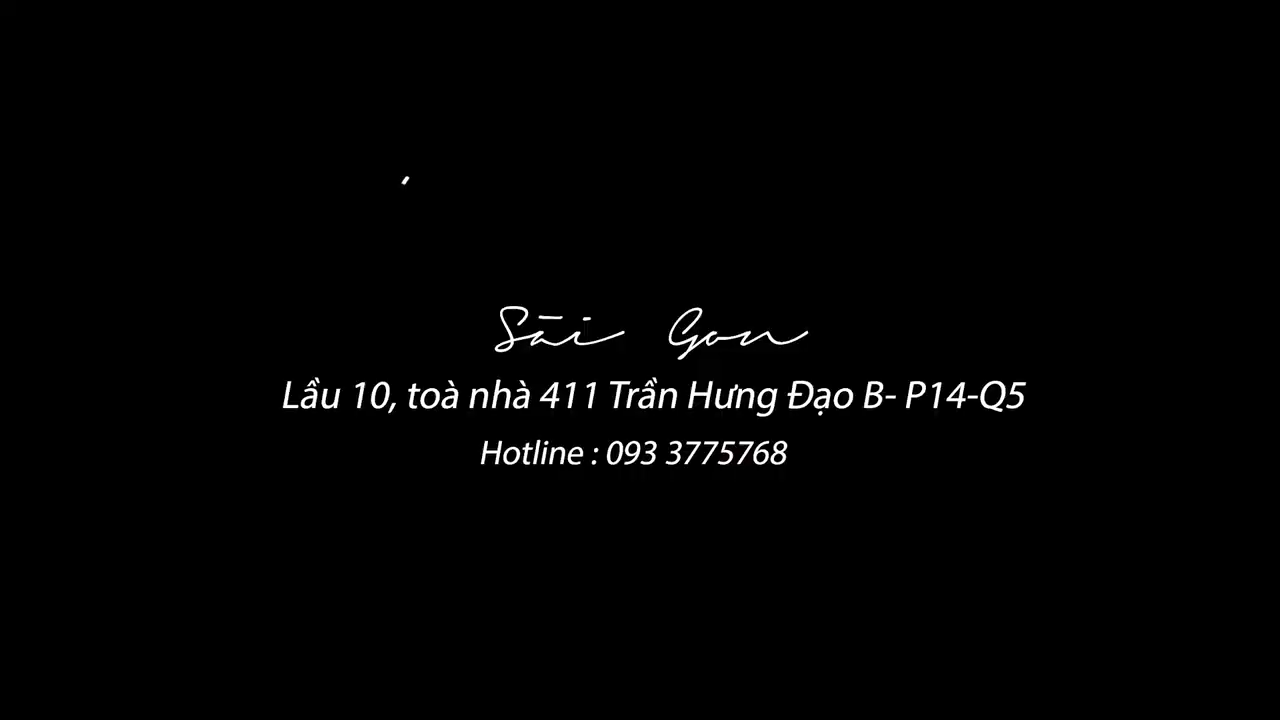 Sài Gon
Lầu 10, toà nhà 411 Trần Hưng Đạo B- P14-Q5
Hotline : 093 3775768